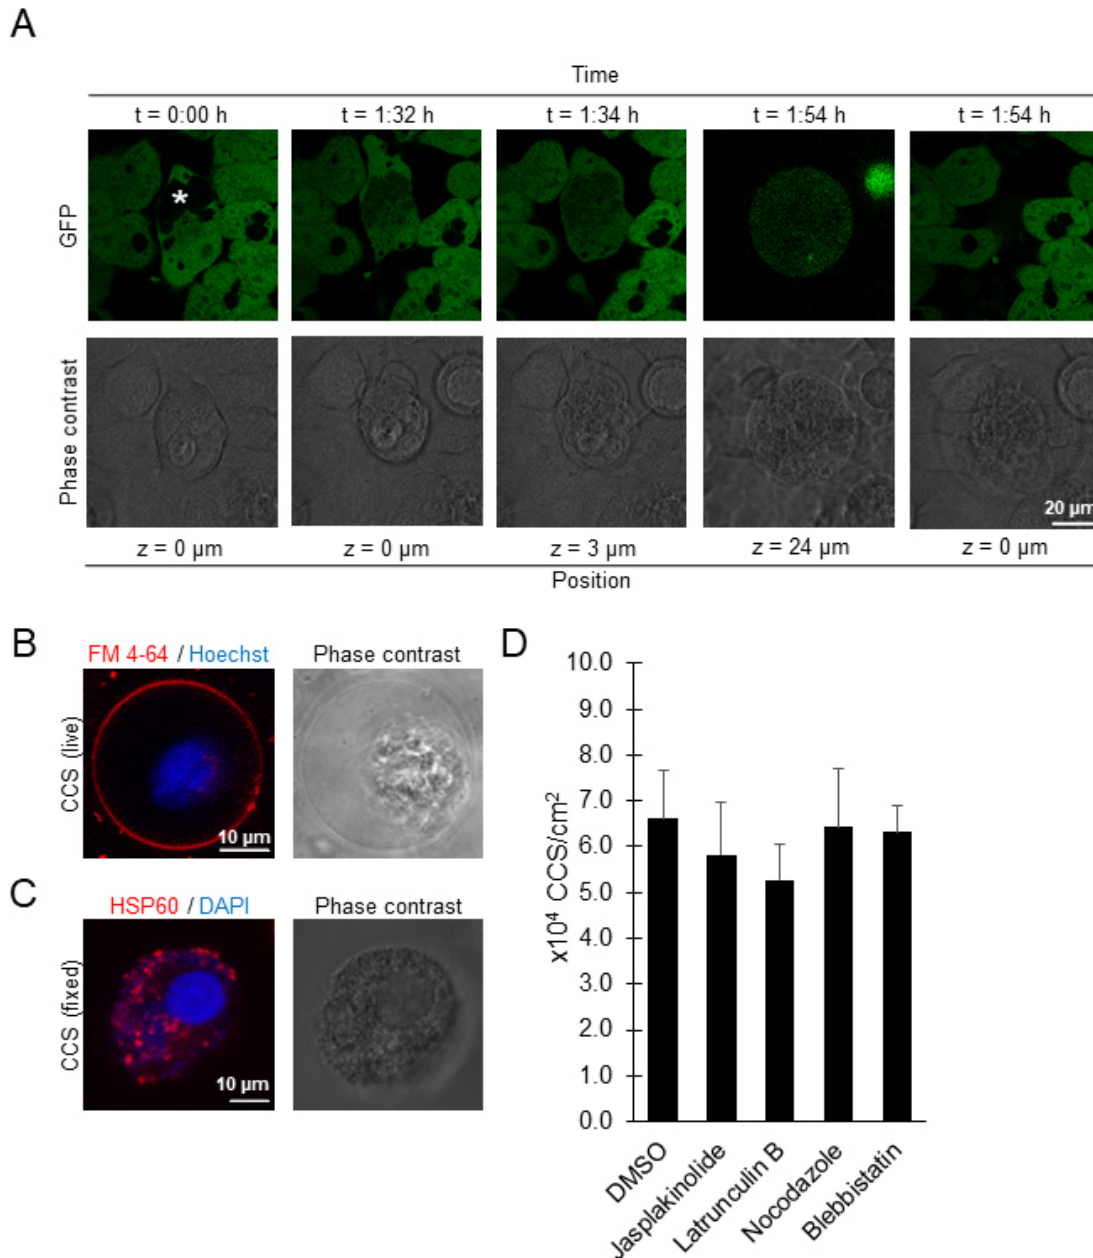 A
Time
t = 0:00 h t = 1:32 h t = 1:34 h t = 1:54 h t = 1:54 h
GFP
*
Phase contrast
20 µm
z = 0 µm z = 0 µm z = 3 µm z = 24 µm z = 0 µm
Position
B
FM 4-64 / Hoechst Phase contrast
CCS (live)
10 µm
C
HSP60 / DAPI Phase contrast
CCS (fixed)
10 µm
D
x10⁴ CCS/cm²
10.0
9.0
8.0
7.0
6.0
5.0
4.0
3.0
2.0
1.0
0.0
DMSO
Jasplakinolide
Latrunculin B
Nocodazole
Blebbistatin